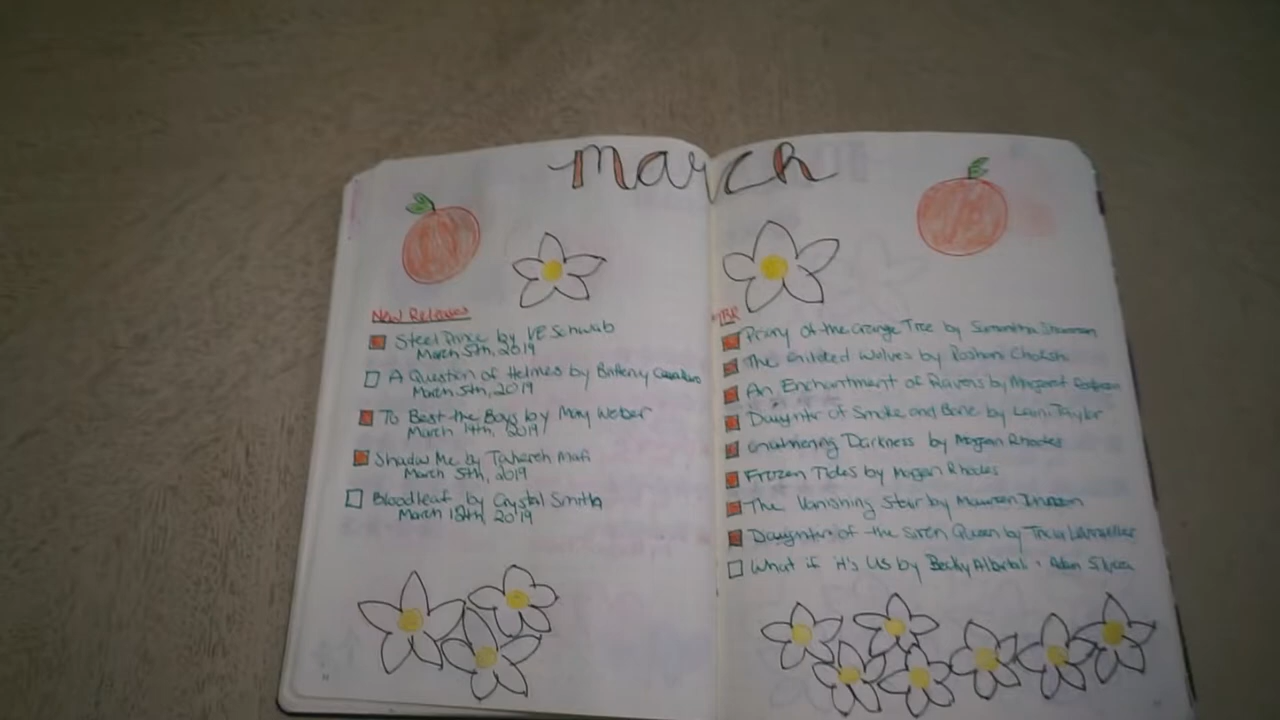 march
New Releases
Steel Prince by VE Schwab
March 5th, 2019
A Question of Holmes by Brittany Cavallaro
March 5th, 2019
To Best the Boys by Mary Weber
March 19th, 2019
Shadow Me by Tahereh Mafi
March 5th, 2019
Bloodleaf by Crystal Smith
March 12th, 2019
TBR
Priory of the Orange Tree by Samantha Shannon
The Gilded Wolves by Roshani Chokshi
An Enchantment of Ravens by Margaret
Daughter of Smoke and Bone by Laini Taylor
Gathering Darkness by Morgan Rhodes
Frozen Tides by Morgan Rhodes
The Vanishing Stair by Maureen Johnson
Daughter of the Siren Queen by Tricia Levenseller
What if it's Us by Becky Albertalli + Adam Silvera